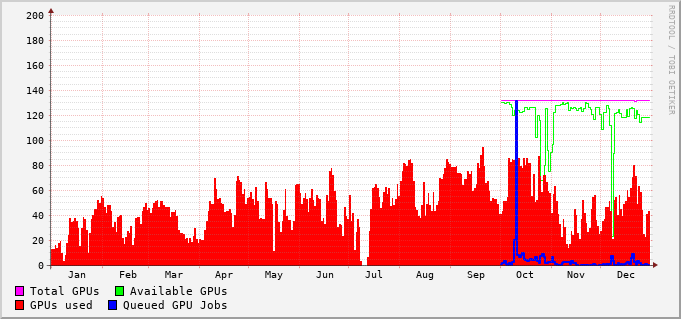 200
180
160
140
120
100
80
60
40
20
0
Jan Feb Mar Apr May Jun Jul Aug Sep Oct Nov Dec
Total GPUs Available GPUs
GPUs used Queued GPU Jobs
RRDTOOL / TOBI OETIKER